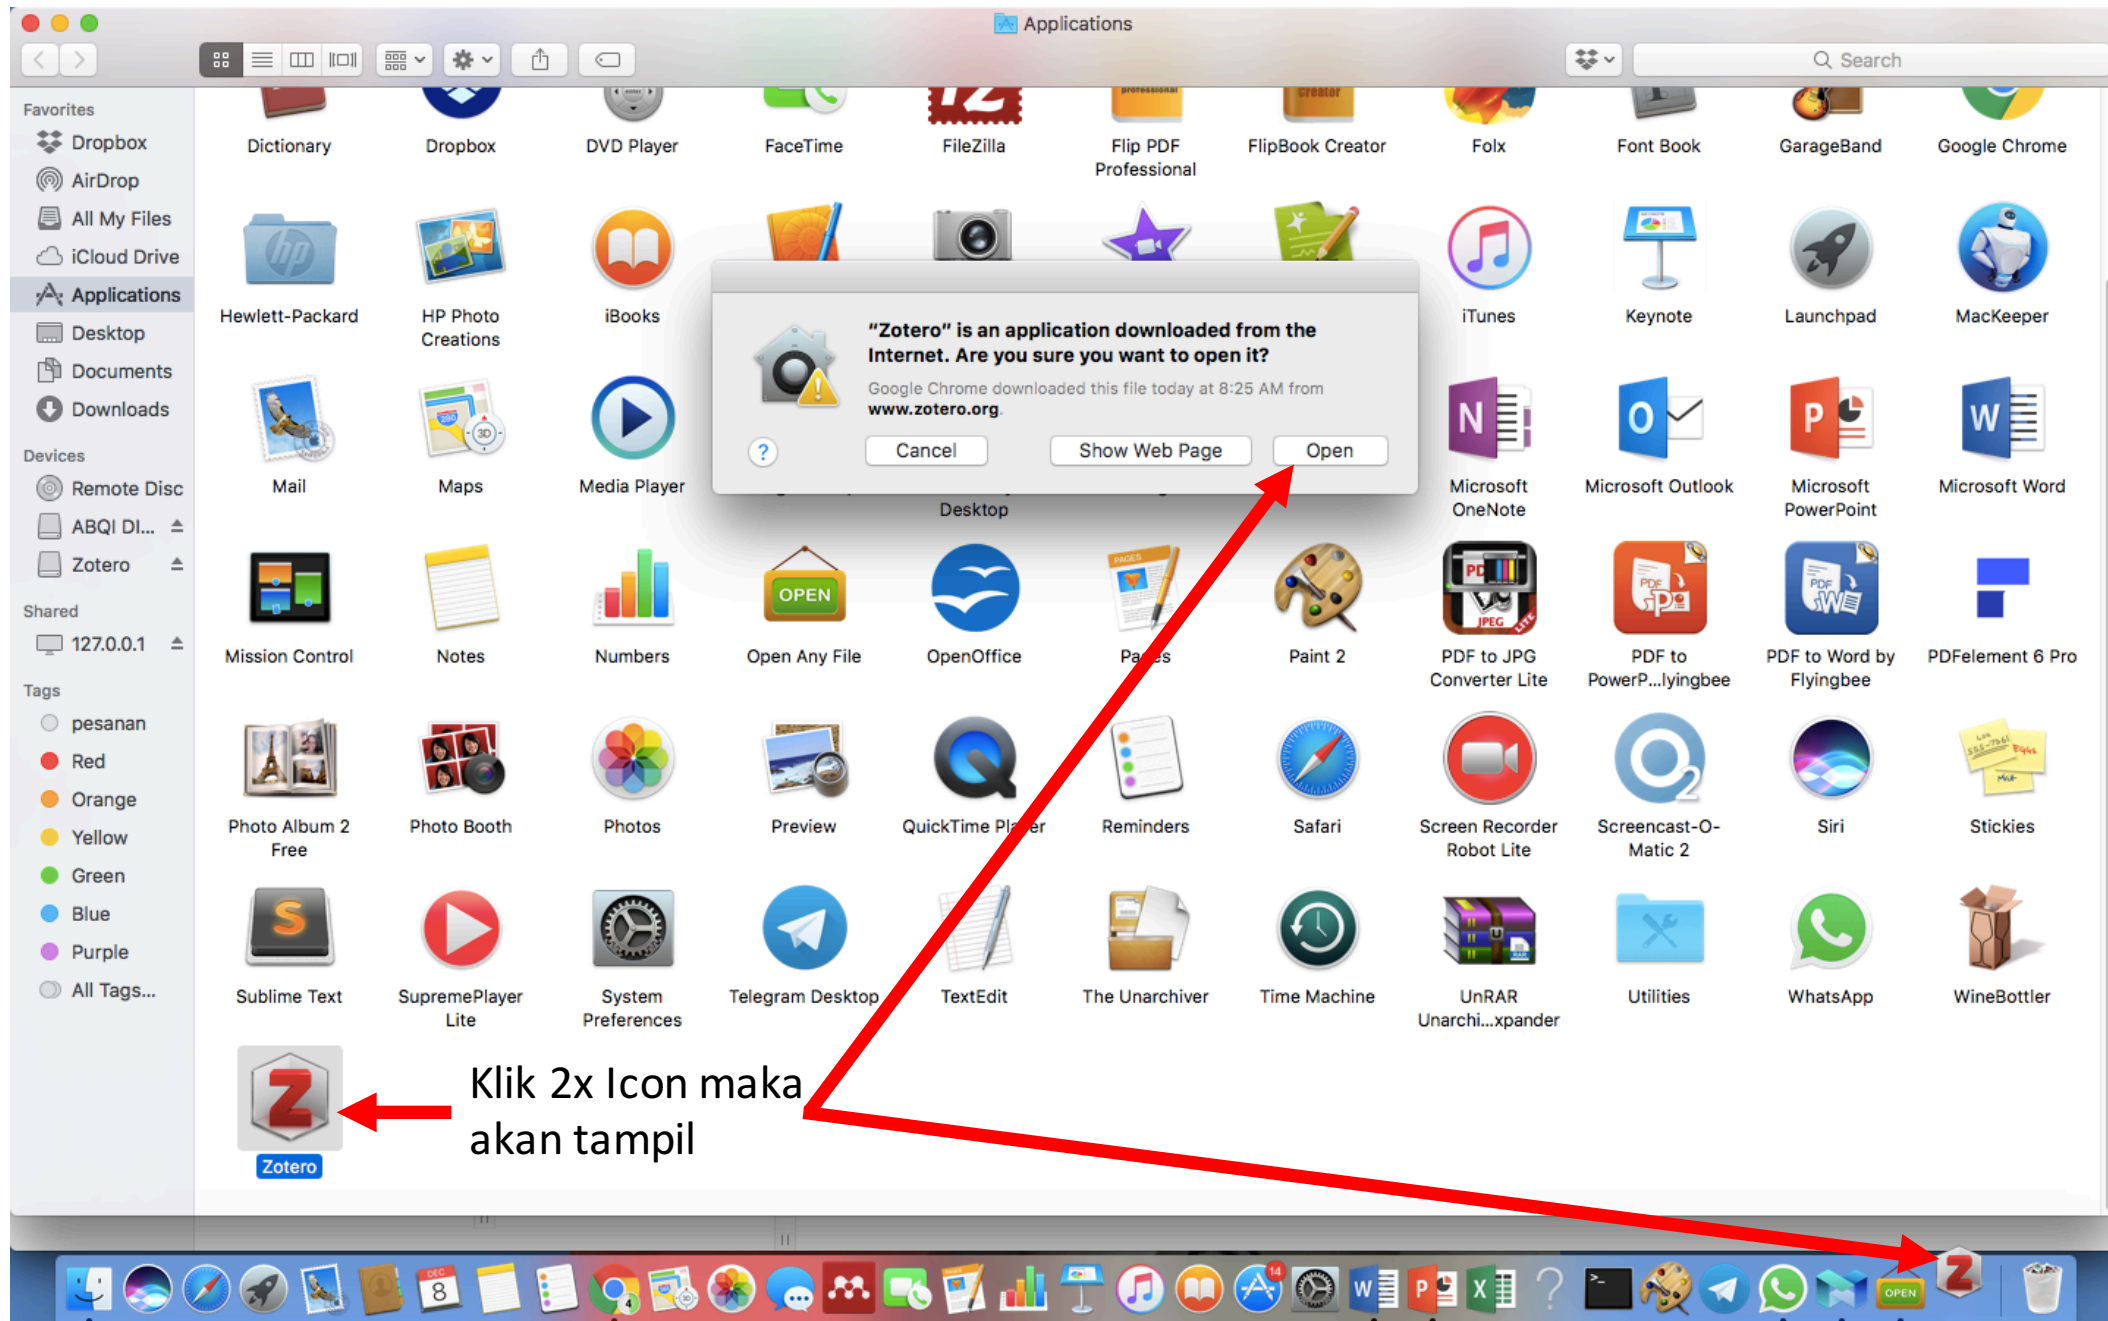 Applications
Search
Favorites
Dropbox
AirDrop
All My Files
iCloud Drive
Applications
Desktop
Documents
Downloads
Devices
Remote Disc
ABQI DI...
Zotero
Shared
127.0.0.1
Tags
pesanan
Red
Orange
Yellow
Green
Blue
Purple
All Tags...
Dictionary
Dropbox
DVD Player
FaceTime
FileZilla
Flip PDF
Professional
FlipBook Creator
Folx
Font Book
GarageBand
Google Chrome
Hewlett-Packard
HP Photo
Creations
iBooks
iTunes
Keynote
Launchpad
MacKeeper
"Zotero" is an application downloaded from the
Internet. Are you sure you want to open it?
Google Chrome downloaded this file today at 8:25 AM from
www.zotero.org.
?
Cancel
Show Web Page
Open
Mail
Maps
Media Player
Desktop
Microsoft
OneNote
Microsoft Outlook
Microsoft
PowerPoint
Microsoft Word
Mission Control
Notes
Numbers
OPEN
Open Any File
OpenOffice
PAGES
Pages
Paint 2
PDF to JPG
Converter Lite
PDF to
PowerP...lyingbee
PDF to Word by
Flyingbee
PDFelement 6 Pro
Photo Album 2
Free
Photo Booth
Photos
Preview
QuickTime Player
Reminders
Safari
Screen Recorder
Robot Lite
Screencast-O-
Matic 2
Siri
Stickies
Sublime Text
SupremePlayer
Lite
System
Preferences
Telegram Desktop
TextEdit
The Unarchiver
Time Machine
UnRAR
Unarchi...xpander
Utilities
WhatsApp
WineBottler
Zotero
Klik 2x Icon maka
akan tampil
DEC
8
14
OPEN